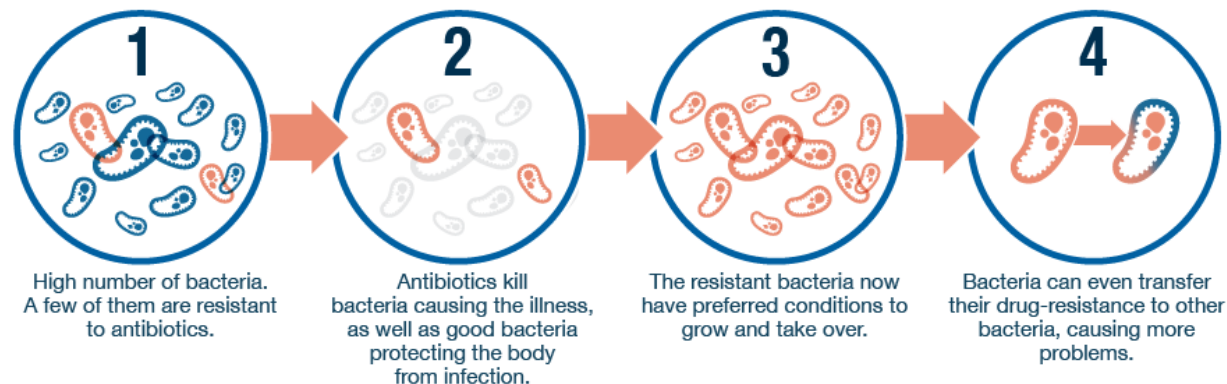 1
High number of bacteria.
A few of them are resistant
to antibiotics.
2
Antibiotics kill
bacteria causing the illness,
as well as good bacteria
protecting the body
from infection.
3
The resistant bacteria now
have preferred conditions to
grow and take over.
4
Bacteria can even transfer
their drug-resistance to other
bacteria, causing more
problems.